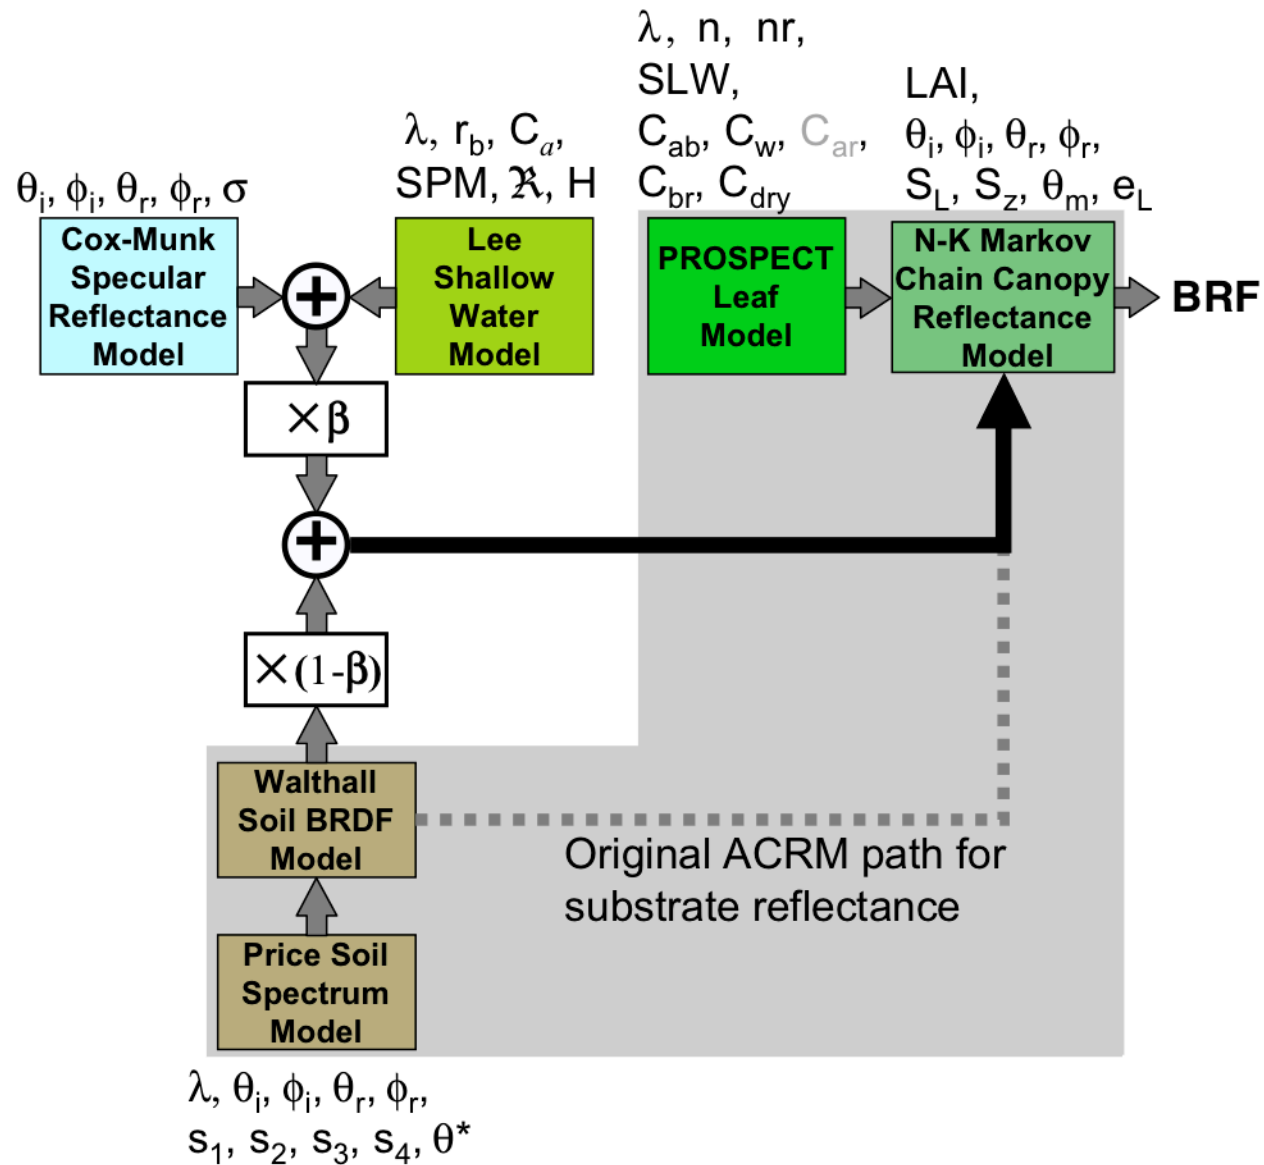 λ, n, nr,
SLW,
C_ab, C_w, C_ar,
C_br, C_dry
LAI,
θ_i, ϕ_i, θ_r, ϕ_r,
S_L, S_z, θ_m, e_L
λ, r_b, C_a,
SPM, ℜ, H
θ_i, ϕ_i, θ_r, ϕ_r, σ
Cox-Munk
Specular
Reflectance
Model
+
Lee
Shallow
Water
Model
PROSPECT
Leaf
Model
N-K Markov
Chain Canopy
Reflectance
Model
BRF
×β
+
×(1-β)
Walthall
Soil BRDF
Model
Original ACRM path for
substrate reflectance
Price Soil
Spectrum
Model
λ, θ_i, ϕ_i, θ_r, ϕ_r,
s_1, s_2, s_3, s_4, θ*